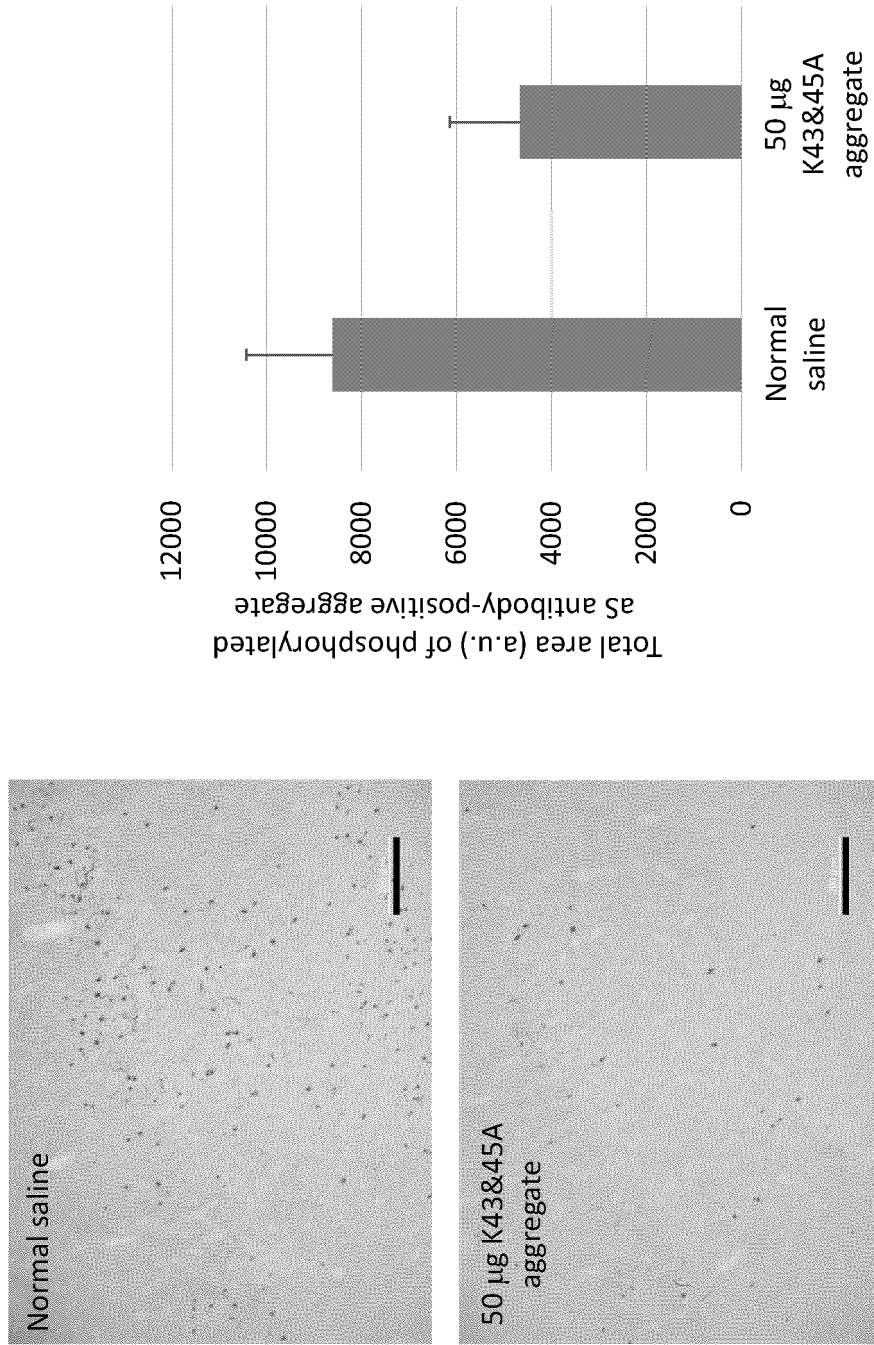 Normal saline
50 µg K43&45A
aggregate
Total area (a.u.) of phosphorylated
aS antibody-positive aggregate
12000
10000
8000
6000
4000
2000
0
Normal
saline
50 µg
K43&45A
aggregate